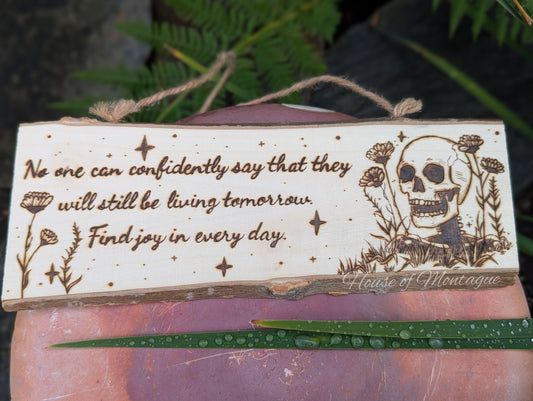 No one can confidently say that they
will still be living tomorrow.
Find joy in every day.
House of Montague